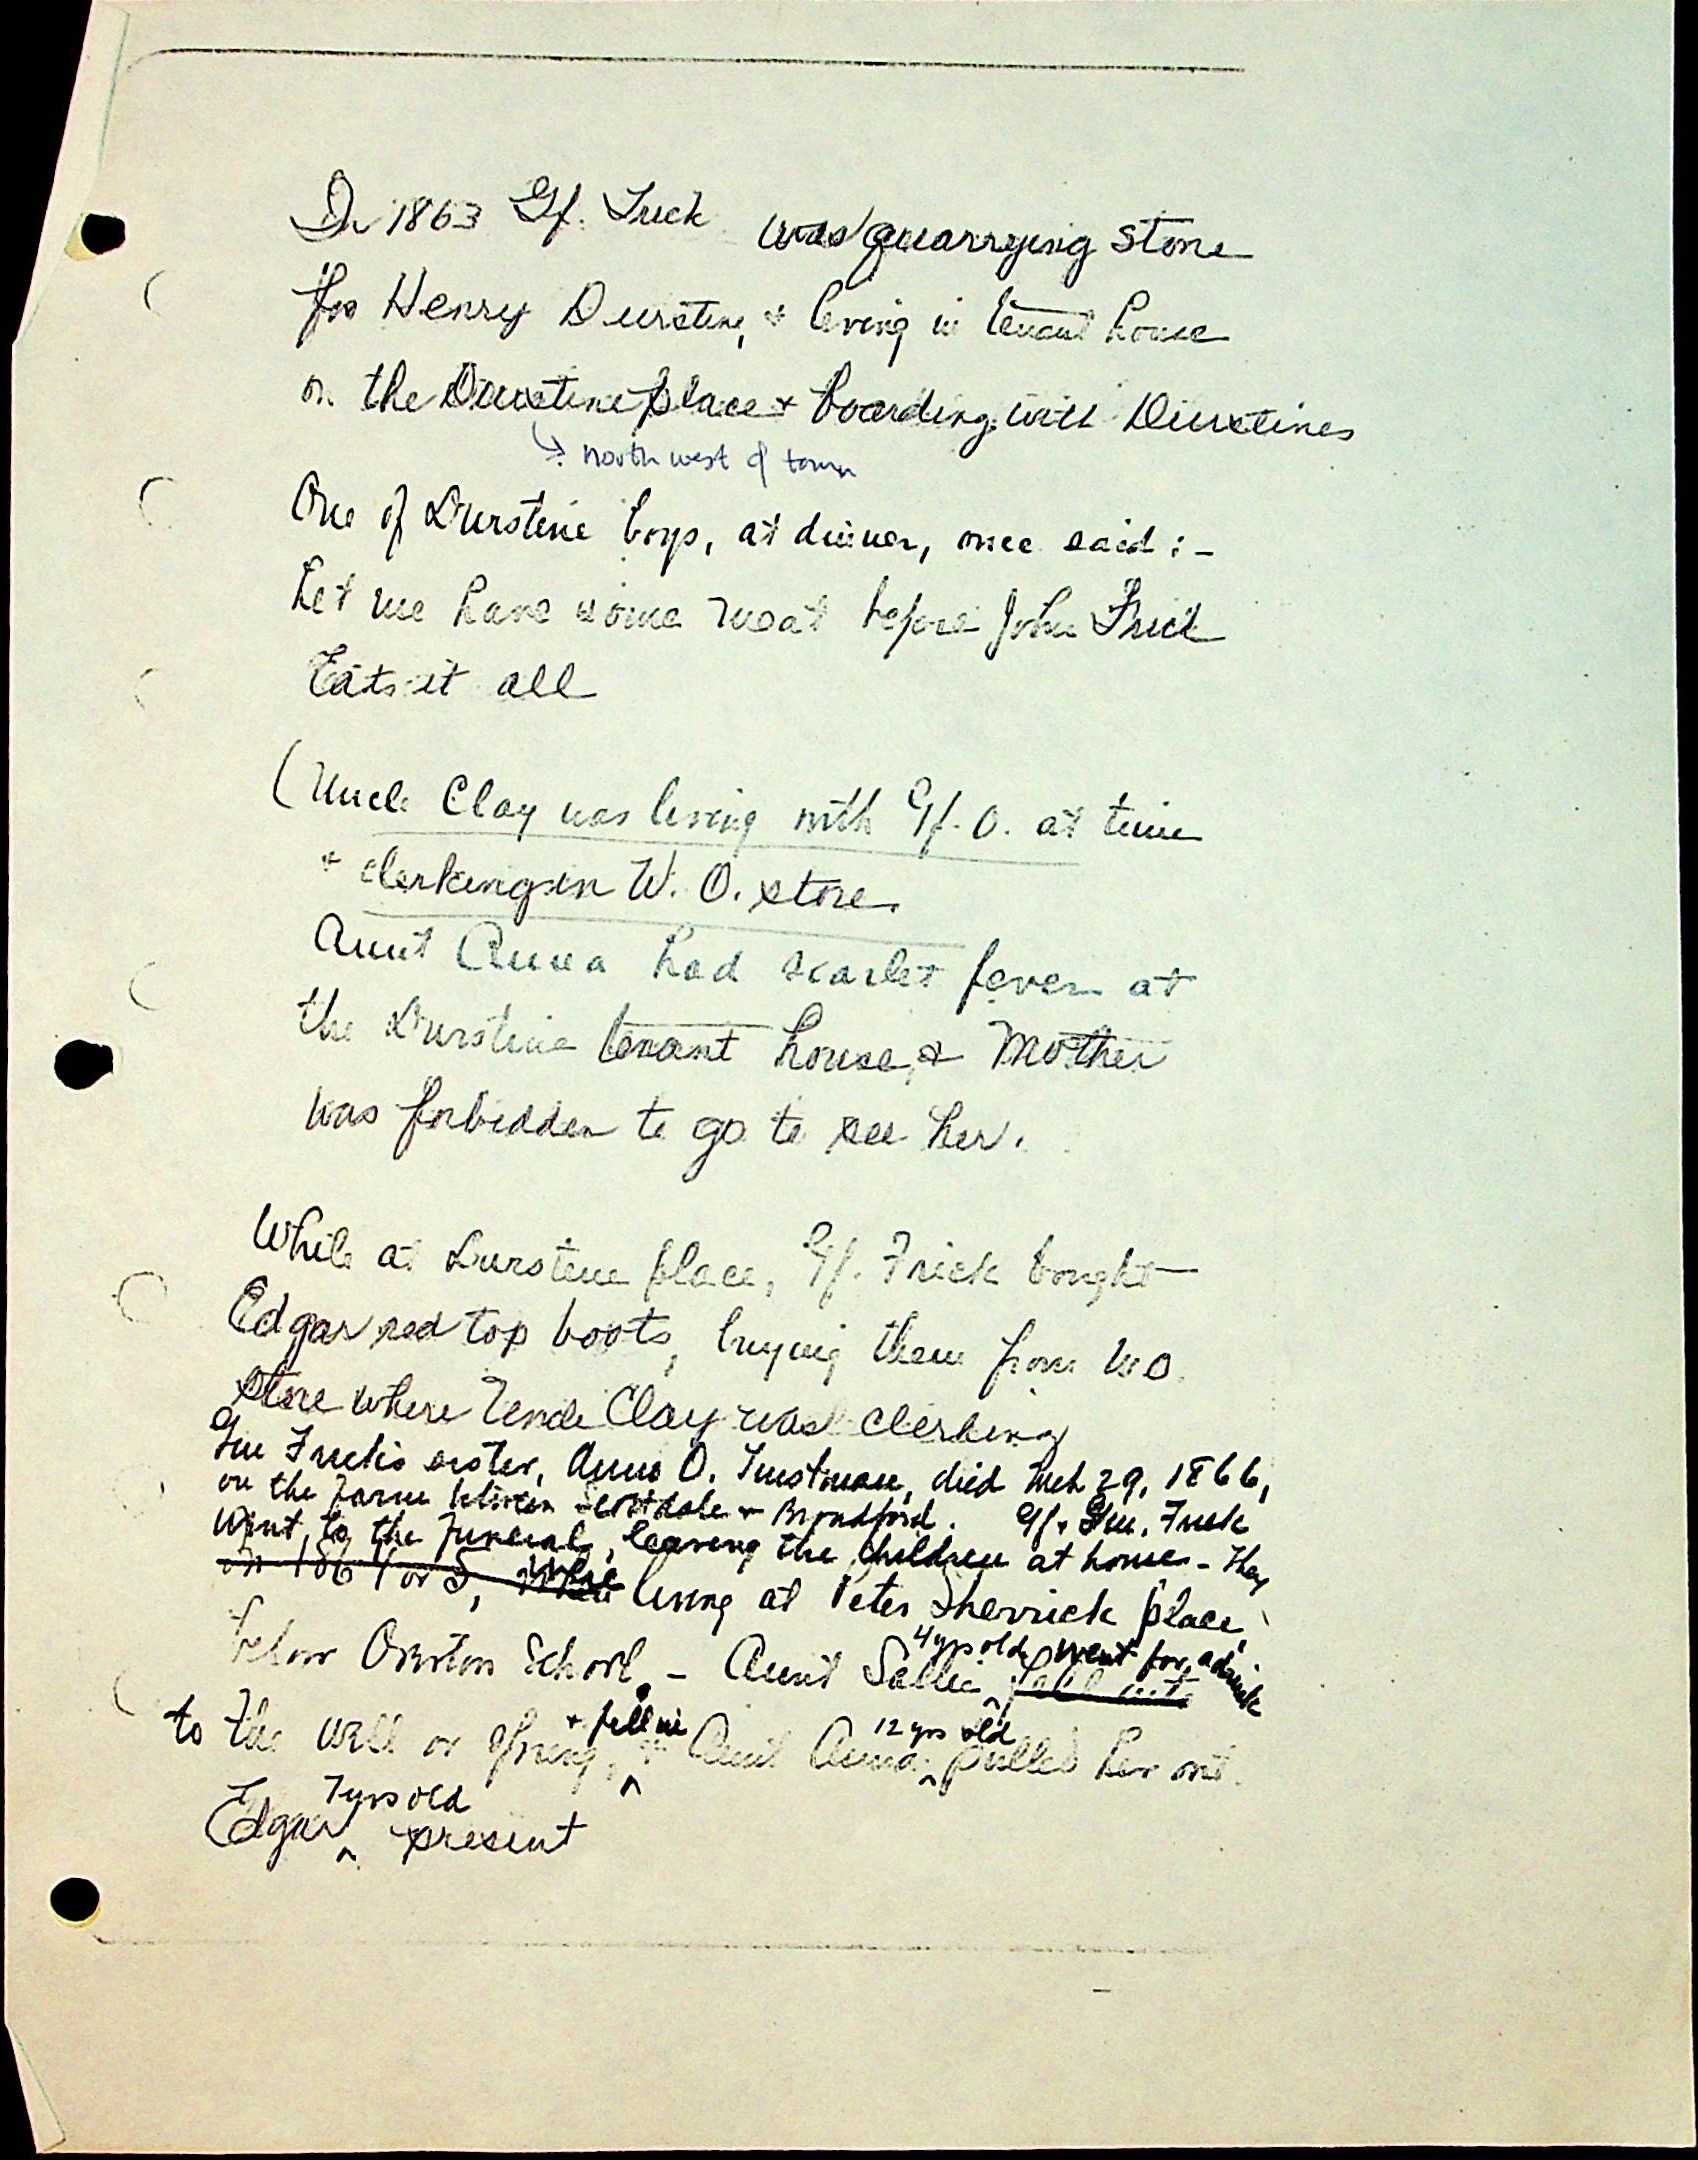 In 1863 Gf. Frick was quarrying stone
for Henry Durstine, + living in tenant house
on the Durstine place + boarding with Durstines
north west of town
One of Durstine boys, at dinner, once said :-
Let me have some meat before John Frick
Eats it all
(Uncle Clay was living with Gf. O. at time
+ clerking in W. O. store.
Aunt Anna had scarlet fever at
the Durstine tenant house, + Mother
was forbidden to go to see her.
While at Durstine place, Gf. Frick bought
Edgar red top boots, buying them from W O.
store where Uncle Clay was clerking
Gm Frick's sister, Anna O. Tinstman, died Mch 29, 1866,
on the farm between Scottdale + Broadford. Gf. + Gm. Frick
went to the funeral, leaving the children at home - They
in 1864 or 5, while living at Peter Sherrick place,
4 yrs old, went for a drink
below Overton School. - Aunt Sallie fell into
+ fell in 12 yrs old
to the well or spring, + Aunt Anna pulled her out.
7 yrs old
Edgar present